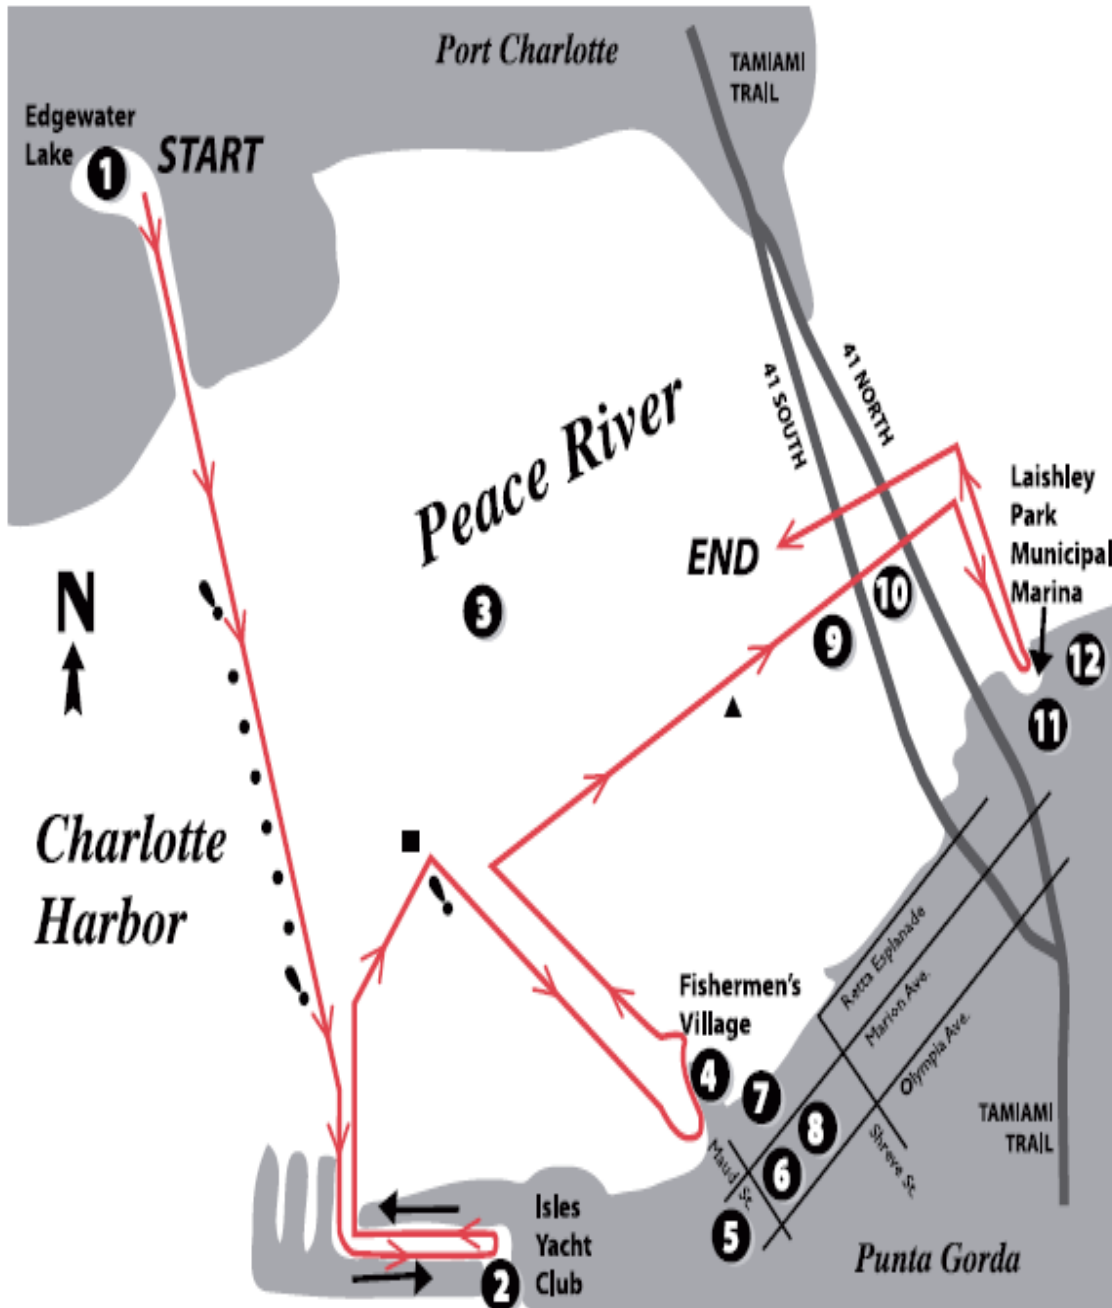 Port Charlotte
TAMIAMI
TRAIL
Edgewater
Lake
1
START
41 NORTH
41 SOUTH
Peace River
Laishley
Park
Municipal
Marina
END
N
3
10
9
12
11
Charlotte
Harbor
Retta Esplanade
Marion Ave.
Olympia Ave.
Fishermen's
Village
4
7
8
6
5
Maud St.
Shreve St.
TAMIAMI
TRAIL
Isles
Yacht
Club
2
Punta Gorda